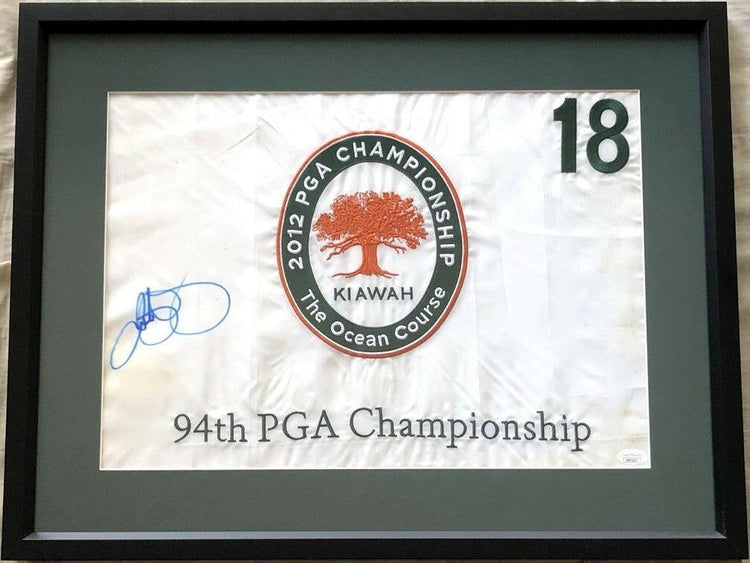 18
2012 PGA CHAMPIONSHIP
KIAWAH
The Ocean Course
94th PGA Championship